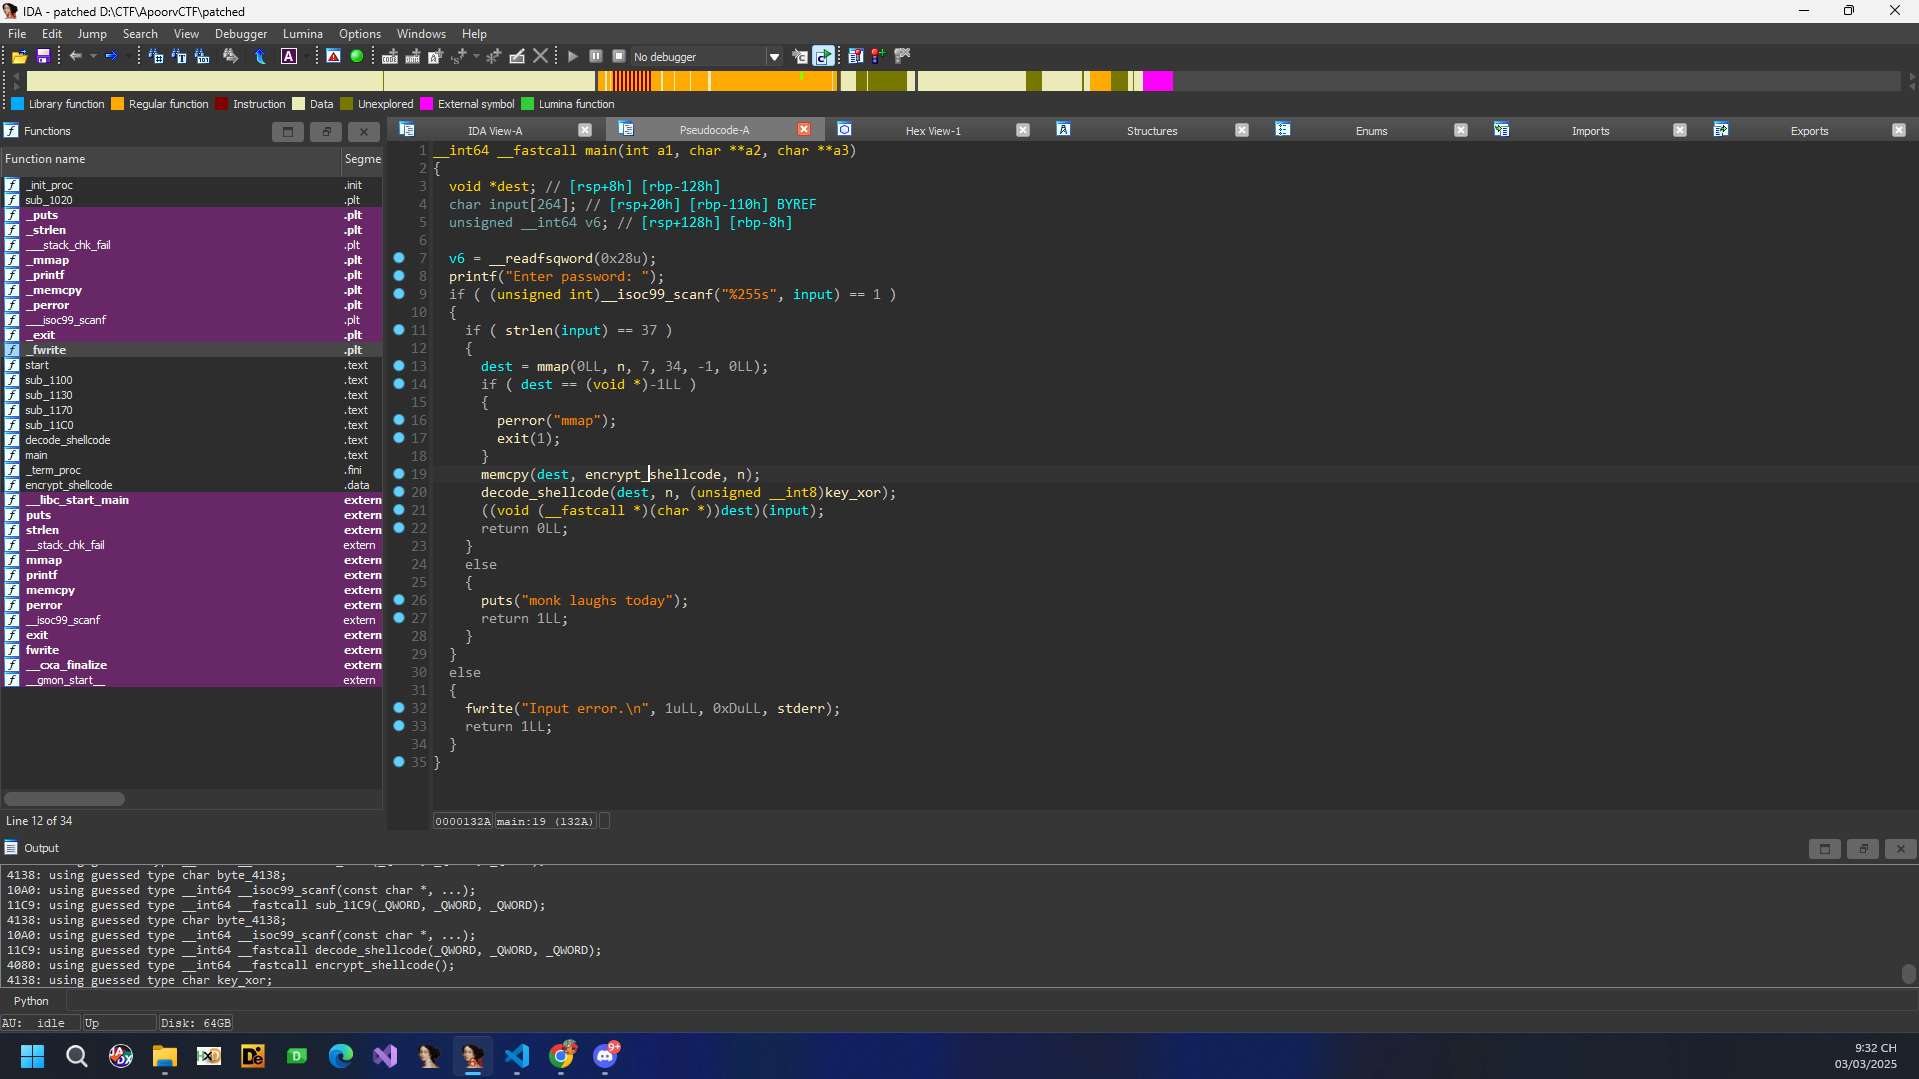 IDA - patched D:\CTF\ApoorvCTF\patched
File Edit Jump Search View Debugger Lumina Options Windows Help
No debugger
Library function Regular function Instruction Data Unexplored External symbol Lumina function
Functions
Function name Segme
_init_proc .init
sub_1020 .plt
_puts .plt
_strlen .plt
___stack_chk_fail .plt
_mmap .plt
_printf .plt
_memcpy .plt
_perror .plt
___isoc99_scanf .plt
_exit .plt
_fwrite .plt
start .text
sub_1100 .text
sub_1130 .text
sub_1170 .text
sub_11C0 .text
decode_shellcode .text
main .text
_term_proc .fini
encrypt_shellcode .data
__libc_start_main extern
puts extern
strlen extern
__stack_chk_fail extern
mmap extern
printf extern
memcpy extern
perror extern
__isoc99_scanf extern
exit extern
fwrite extern
__cxa_finalize extern
__gmon_start__ extern
Line 12 of 34
IDA View-A Pseudocode-A Hex View-1 Structures Enums Imports Exports
1 __int64 __fastcall main(int a1, char **a2, char **a3)
2 {
3 void *dest; // [rsp+8h] [rbp-128h]
4 char input[264]; // [rsp+20h] [rbp-110h] BYREF
5 unsigned __int64 v6; // [rsp+128h] [rbp-8h]
6
7 v6 = __readfsqword(0x28u);
8 printf("Enter password: ");
9 if ( (unsigned int)__isoc99_scanf("%255s", input) == 1 )
10 {
11 if ( strlen(input) == 37 )
12 {
13 dest = mmap(0LL, n, 7, 34, -1, 0LL);
14 if ( dest == (void *)-1LL )
15 {
16 perror("mmap");
17 exit(1);
18 }
19 memcpy(dest, encrypt_shellcode, n);
20 decode_shellcode(dest, n, (unsigned __int8)key_xor);
21 ((void (__fastcall *)(char *))dest)(input);
22 return 0LL;
23 }
24 else
25 {
26 puts("monk laughs today");
27 return 1LL;
28 }
29 }
30 else
31 {
32 fwrite("Input error.\n", 1uLL, 0xDuLL, stderr);
33 return 1LL;
34 }
35 }
0000132A main:19 (132A)
Output
4138: using guessed type char byte_4138;
10A0: using guessed type __int64 __isoc99_scanf(const char *, ...);
11C9: using guessed type __int64 __fastcall sub_11C9(_QWORD, _QWORD, _QWORD);
4138: using guessed type char byte_4138;
10A0: using guessed type __int64 __isoc99_scanf(const char *, ...);
11C9: using guessed type __int64 __fastcall decode_shellcode(_QWORD, _QWORD, _QWORD);
4080: using guessed type __int64 __fastcall encrypt_shellcode();
4138: using guessed type char key_xor;
Python
AU: idle Up Disk: 64GB
9:32 CH
03/03/2025